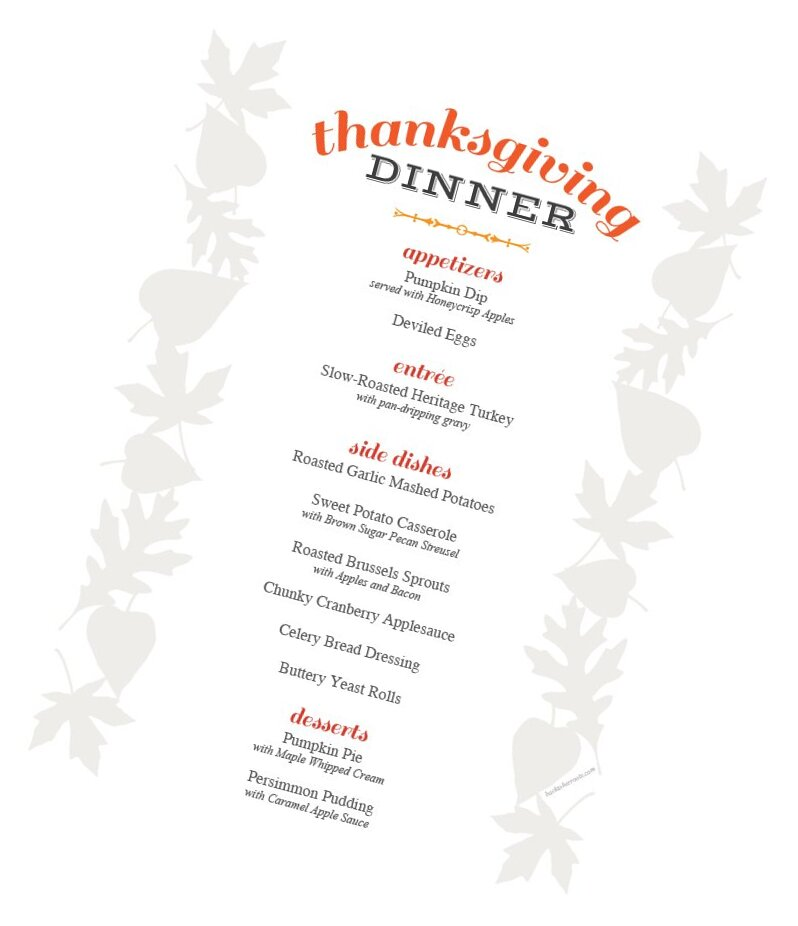 thanksgiving
DINNER
appetizers
Pumpkin Dip
served with Honeycrisp Apples
Deviled Eggs
entrée
Slow-Roasted Heritage Turkey
with pan-dripping gravy
side dishes
Roasted Garlic Mashed Potatoes
Sweet Potato Casserole
with Brown Sugar Pecan Streusel
Roasted Brussels Sprouts
with Apples and Bacon
Chunky Cranberry Applesauce
Celery Bread Dressing
Buttery Yeast Rolls
desserts
Pumpkin Pie
with Maple Whipped Cream
Persimmon Pudding
with Caramel Apple Sauce